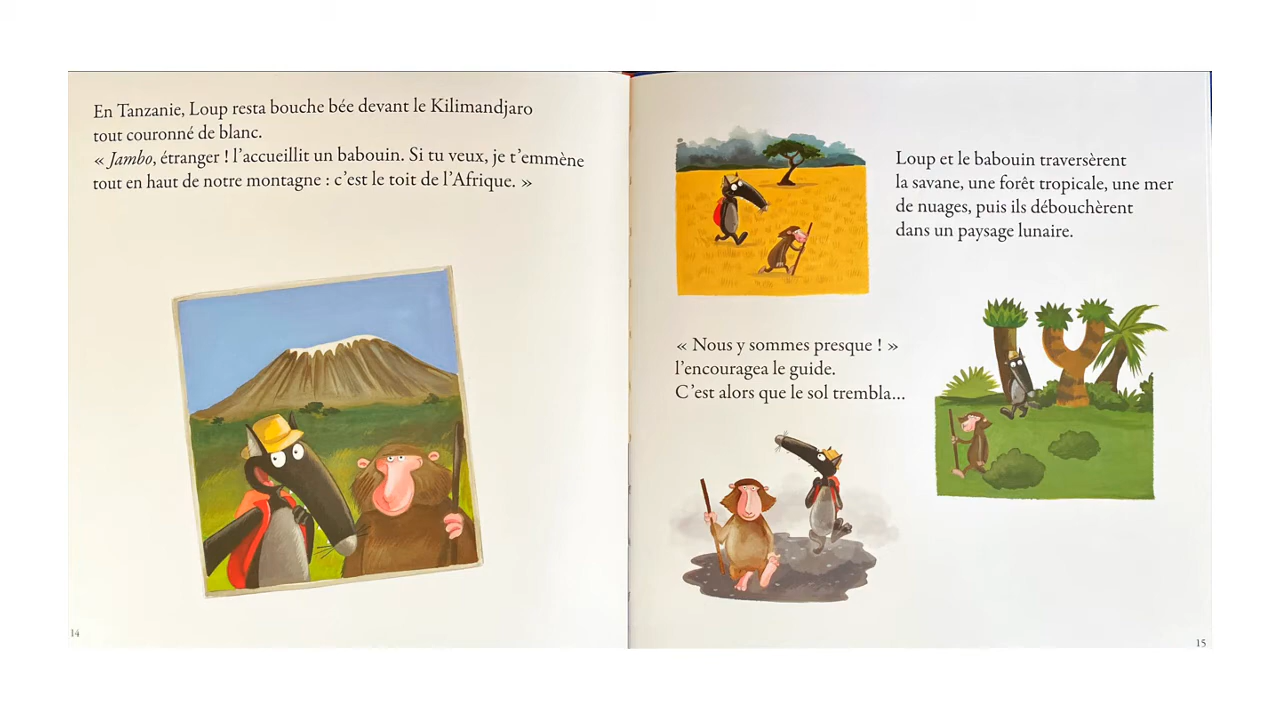 En Tanzanie, Loup resta bouche bée devant le Kilimandjaro
tout couronné de blanc.
« Jambo, étranger ! l’accueillit un babouin. Si tu veux, je t’emmène
tout en haut de notre montagne : c’est le toit de l’Afrique. »
14
Loup et le babouin traversèrent
la savane, une forêt tropicale, une mer
de nuages, puis ils débouchèrent
dans un paysage lunaire.
« Nous y sommes presque ! »
l’encouragea le guide.
C’est alors que le sol trembla...
15